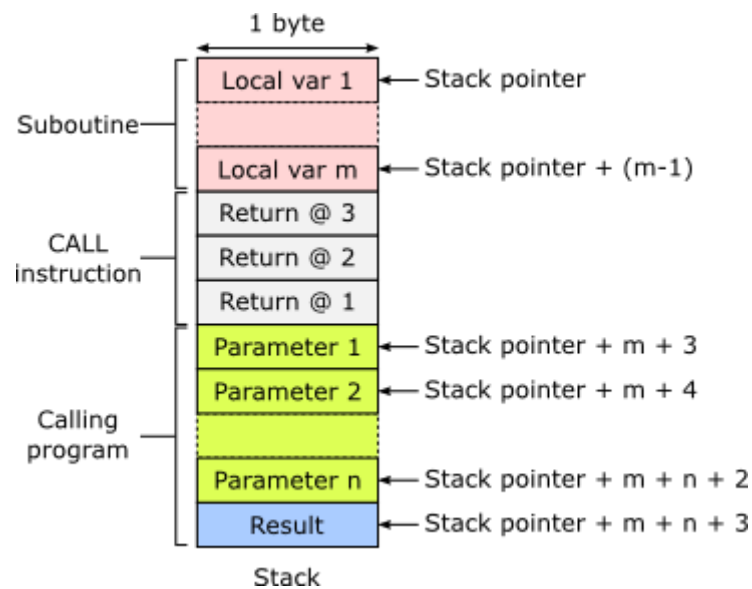 1 byte
Local var 1
Stack pointer
Suboutine
Local var m
Stack pointer + (m-1)
Return @ 3
CALL
instruction
Return @ 2
Return @ 1
Parameter 1
Stack pointer + m + 3
Parameter 2
Stack pointer + m + 4
Calling
program
Parameter n
Stack pointer + m + n + 2
Result
Stack pointer + m + n + 3
Stack